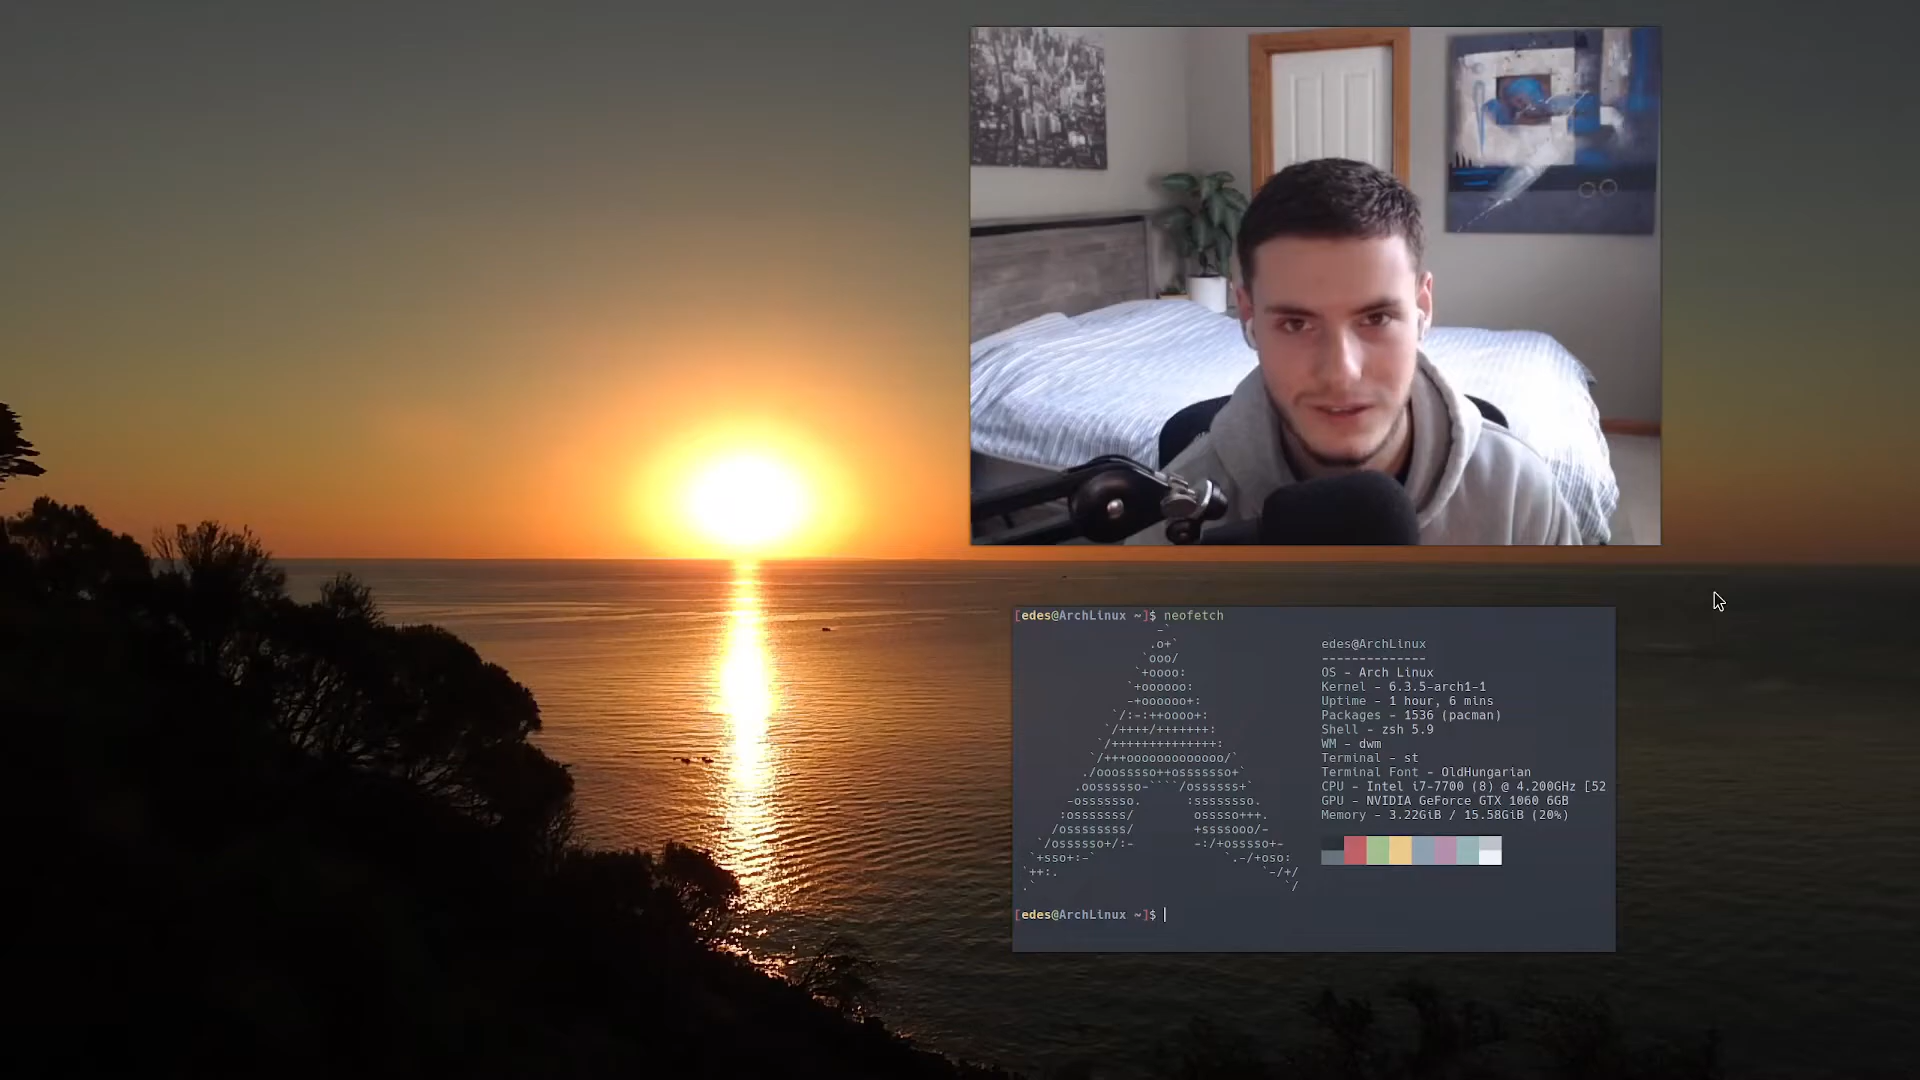 [edes@ArchLinux ~]$ neofetch
edes@ArchLinux
--------------
OS - Arch Linux
Kernel - 6.3.5-arch1-1
Uptime - 1 hour, 6 mins
Packages - 1536 (pacman)
Shell - zsh 5.9
WM - dwm
Terminal - st
Terminal Font - OldHungarian
CPU - Intel i7-7700 (8) @ 4.200GHz [52
GPU - NVIDIA GeForce GTX 1060 6GB
Memory - 3.22GiB / 15.58GiB (20%)
[edes@ArchLinux ~]$